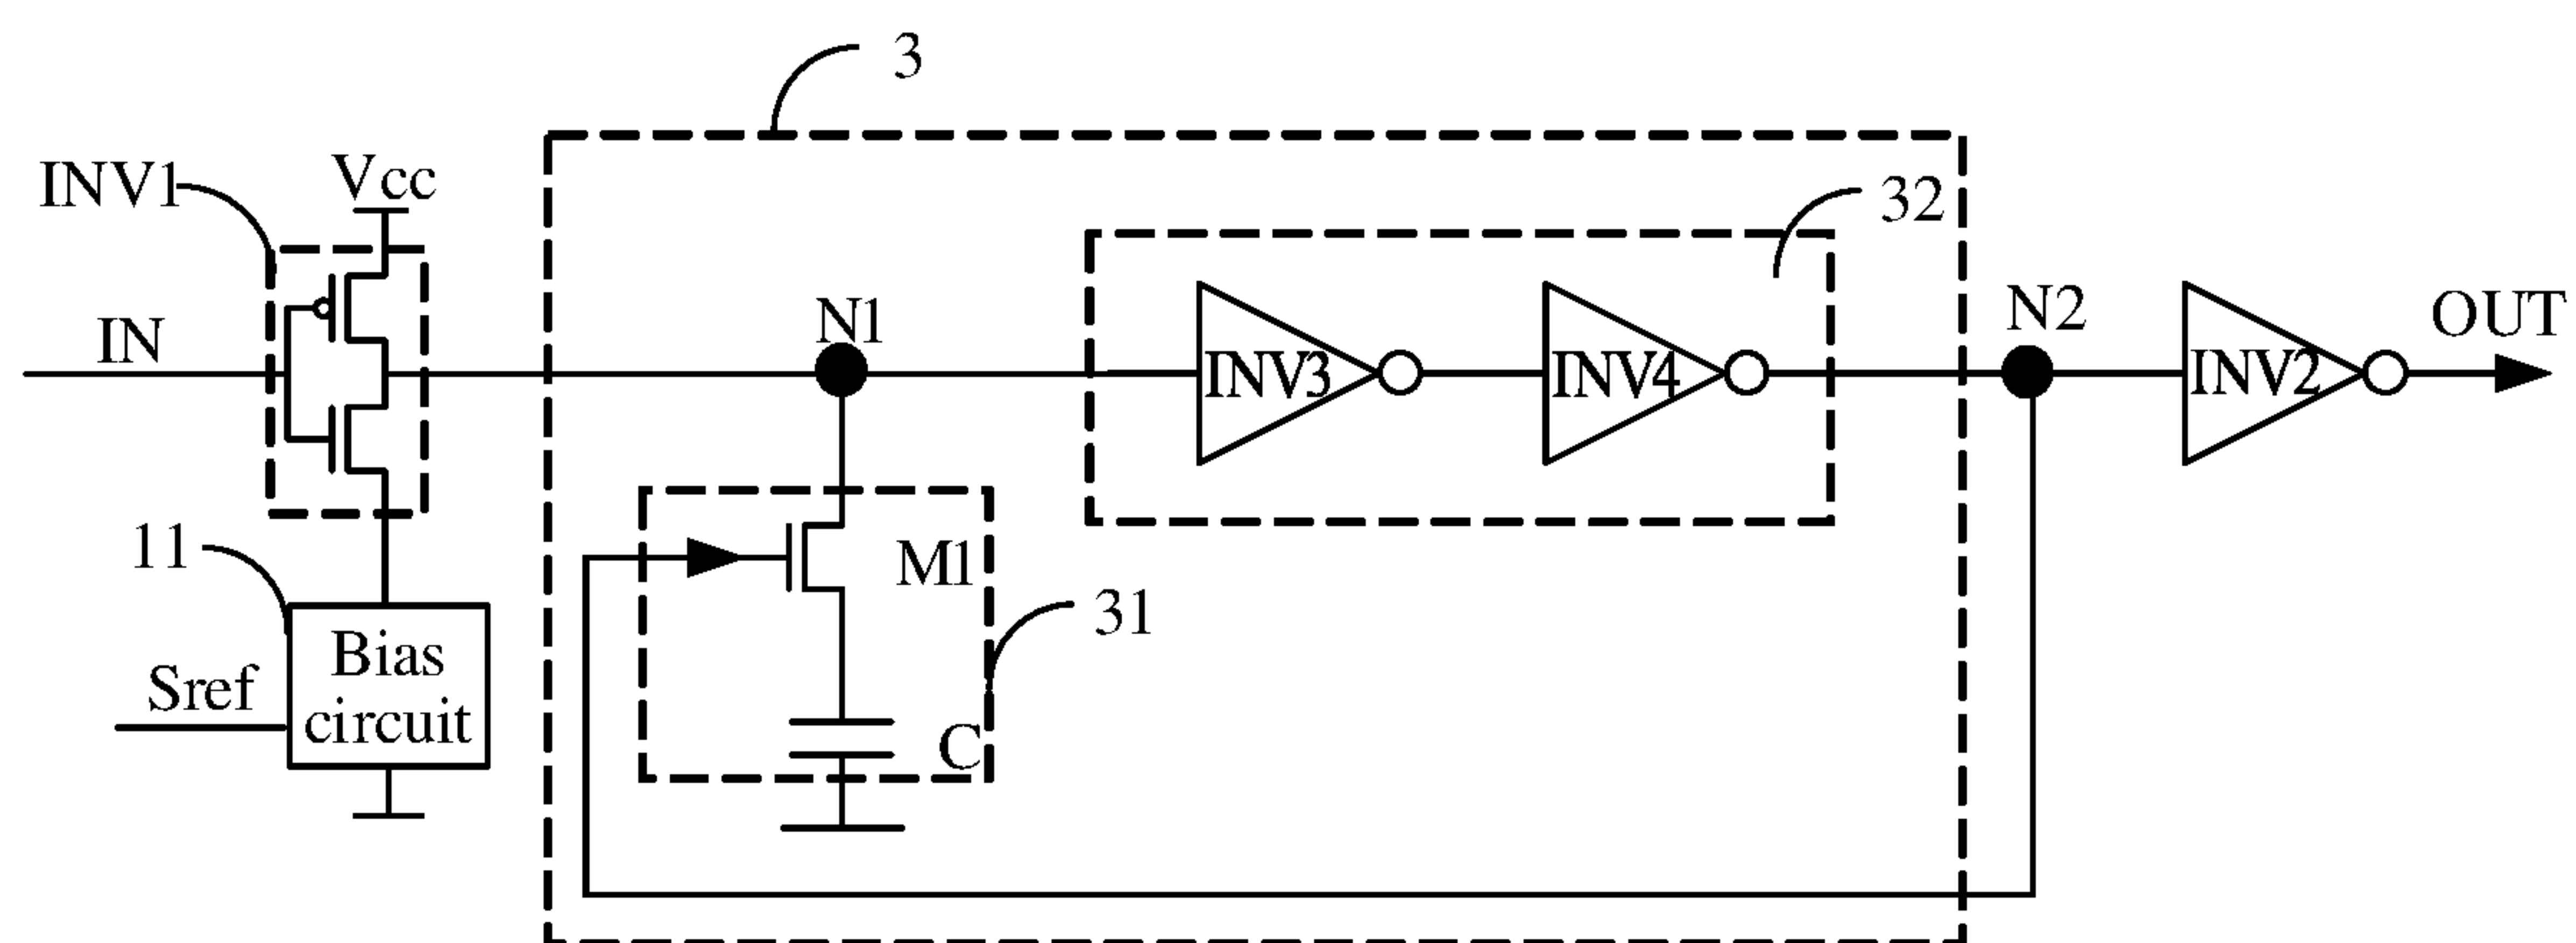 3
INV1
Vcc
32
IN
N1
INV3
INV4
N2
INV2
OUT
11
M1
31
Bias
circuit
Sref
C